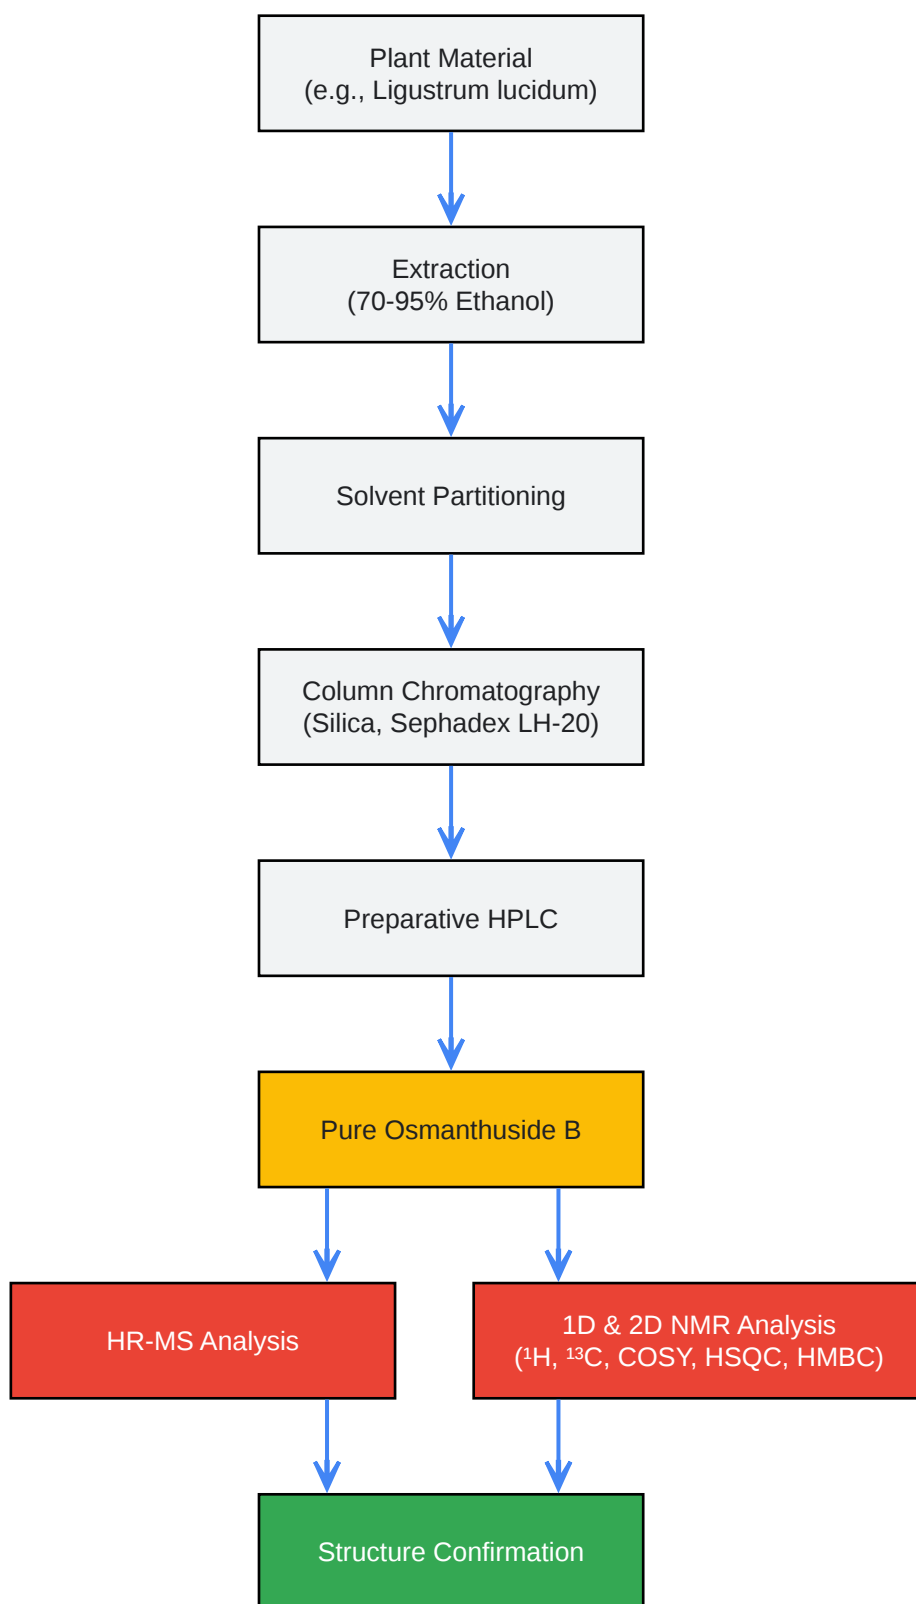 Plant Material
(e.g., Ligustrum lucidum)
Extraction
(70-95% Ethanol)
Solvent Partitioning
Column Chromatography
(Silica, Sephadex LH-20)
Preparative HPLC
Pure Osmanthuside B
HR-MS Analysis
1D & 2D NMR Analysis
(¹H, ¹³C, COSY, HSQC, HMBC)
Structure Confirmation